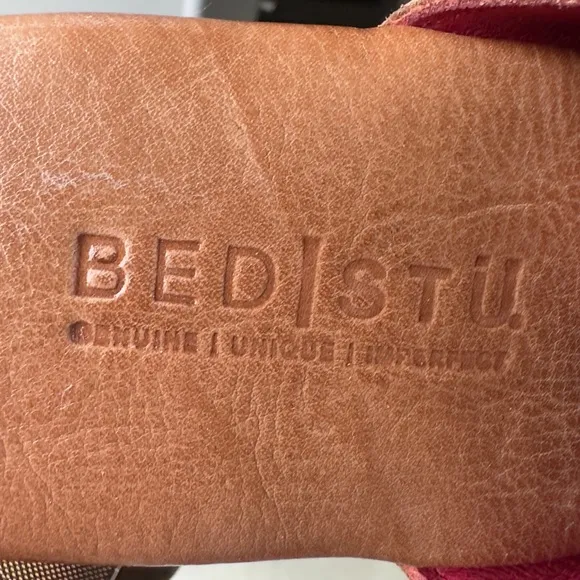 BED|STÜ.
GENUINE | UNIQUE | IMPERFECT